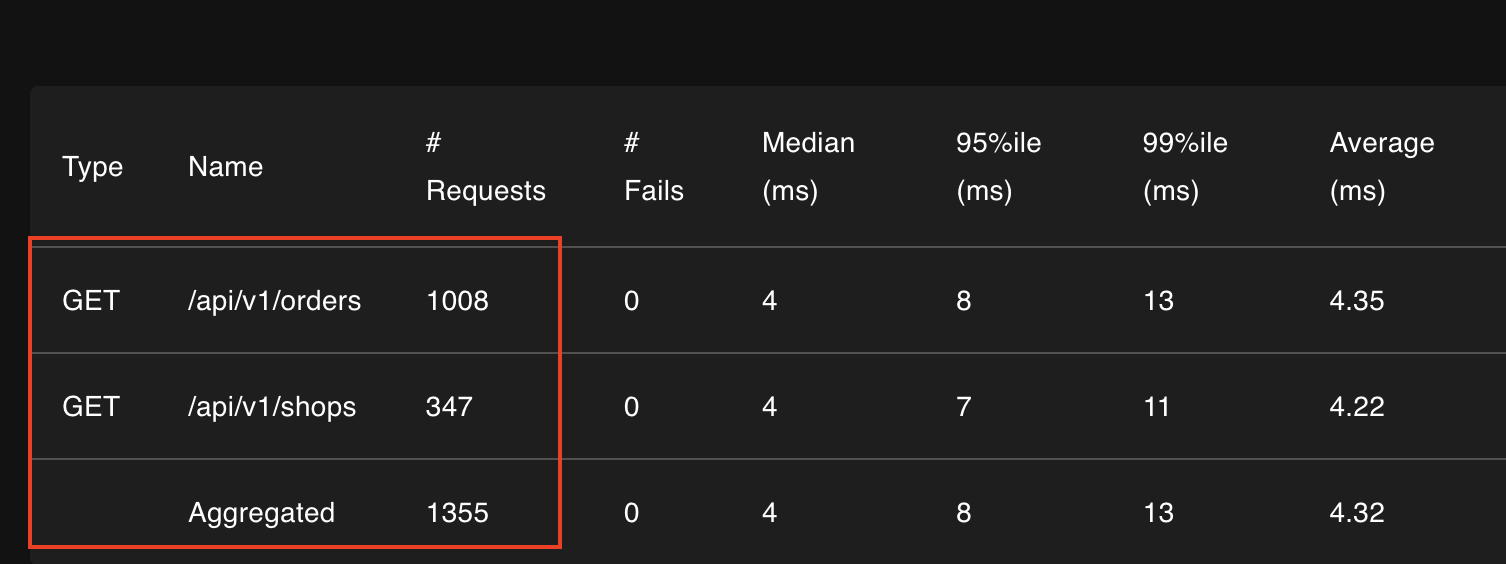 Type Name # Requests # Fails Median (ms) 95%ile (ms) 99%ile (ms) Average (ms)
GET /api/v1/orders 1008 0 4 8 13 4.35
GET /api/v1/shops 347 0 4 7 11 4.22
Aggregated 1355 0 4 8 13 4.32